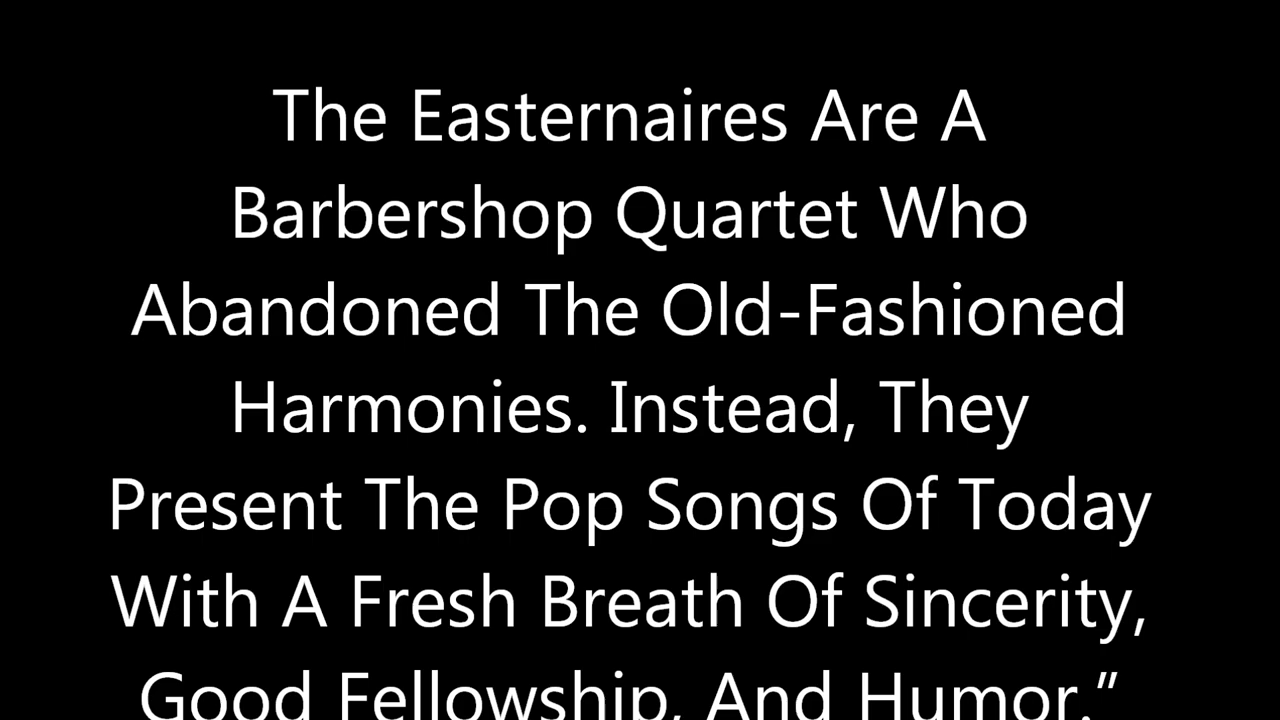 The Easternaires Are A
Barbershop Quartet Who
Abandoned The Old-Fashioned
Harmonies. Instead, They
Present The Pop Songs Of Today
With A Fresh Breath Of Sincerity,
Good Fellowship, And Humor.”